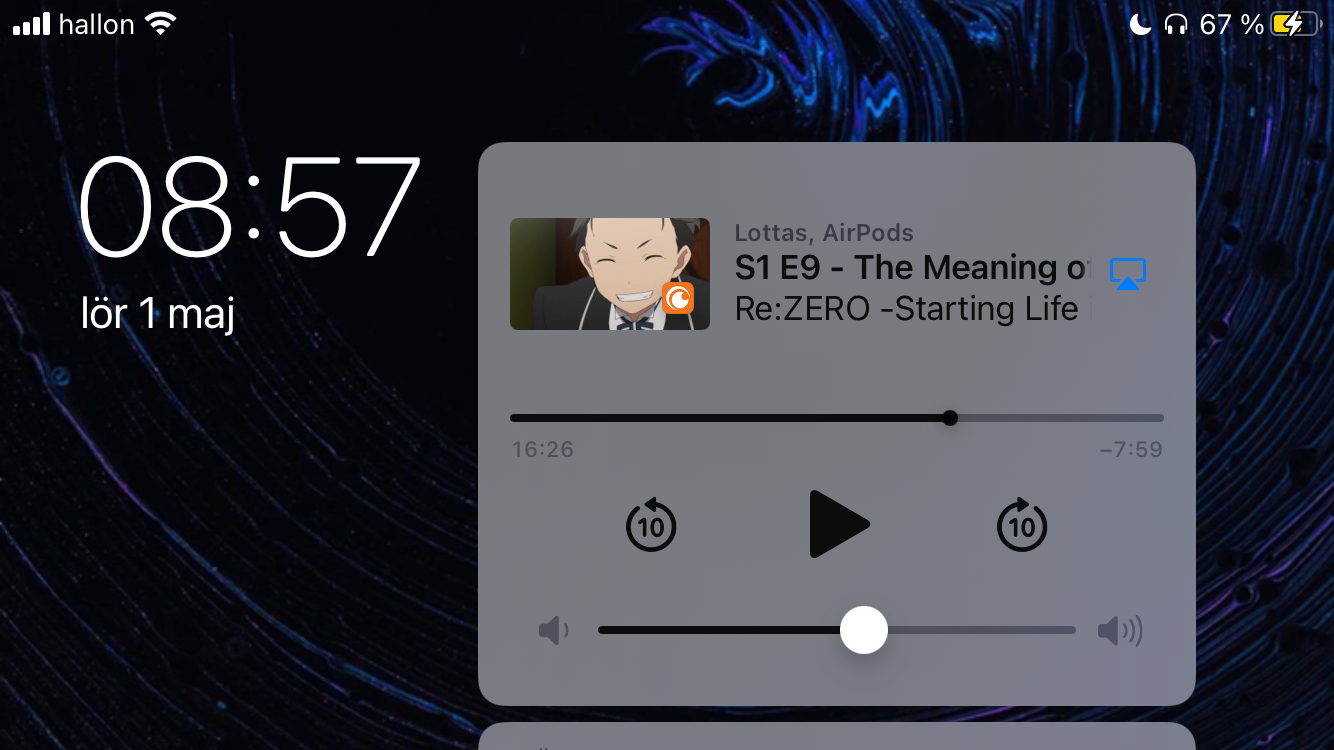 hallon
67 %
08:57
lör 1 maj
Lottas, AirPods
S1 E9 - The Meaning of
Re:ZERO -Starting Life
16:26
–7:59
10
10